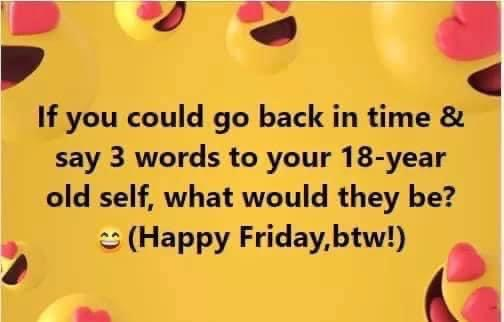 If you could go back in time &
say 3 words to your 18-year
old self, what would they be?
😄 (Happy Friday,btw!)